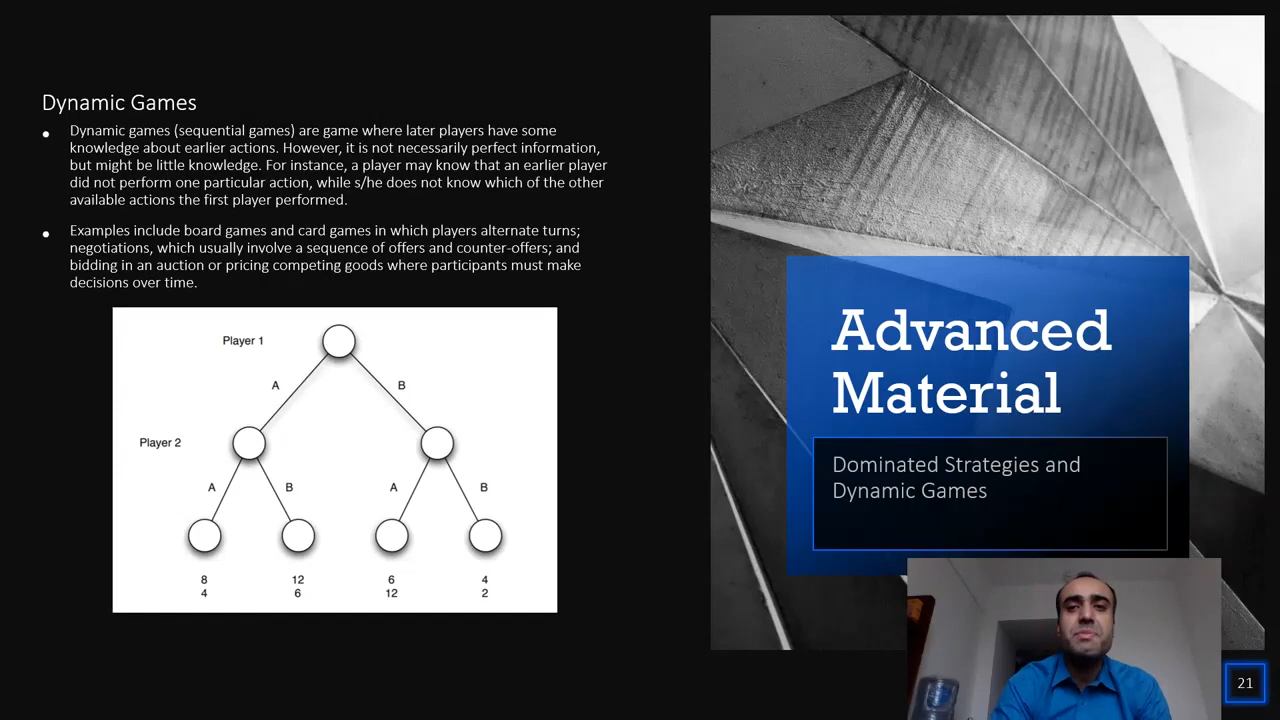 Dynamic Games
Dynamic games (sequential games) are game where later players have some
knowledge about earlier actions. However, it is not necessarily perfect information,
but might be little knowledge. For instance, a player may know that an earlier player
did not perform one particular action, while s/he does not know which of the other
available actions the first player performed.
Examples include board games and card games in which players alternate turns;
negotiations, which usually involve a sequence of offers and counter-offers; and
bidding in an auction or pricing competing goods where participants must make
decisions over time.
Player 1
A B
Player 2
A B A B
8 12 6 4
4 6 12 2
Advanced
Material
Dominated Strategies and
Dynamic Games
21